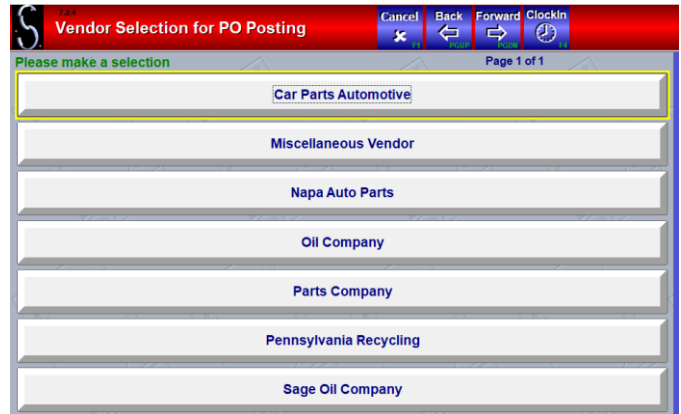 7.2.4
Vendor Selection for PO Posting
Cancel
F1
Back
PGUP
Forward
PGDN
ClockIn
F4
Please make a selection
Page 1 of 1
Car Parts Automotive
Miscellaneous Vendor
Napa Auto Parts
Oil Company
Parts Company
Pennsylvania Recycling
Sage Oil Company